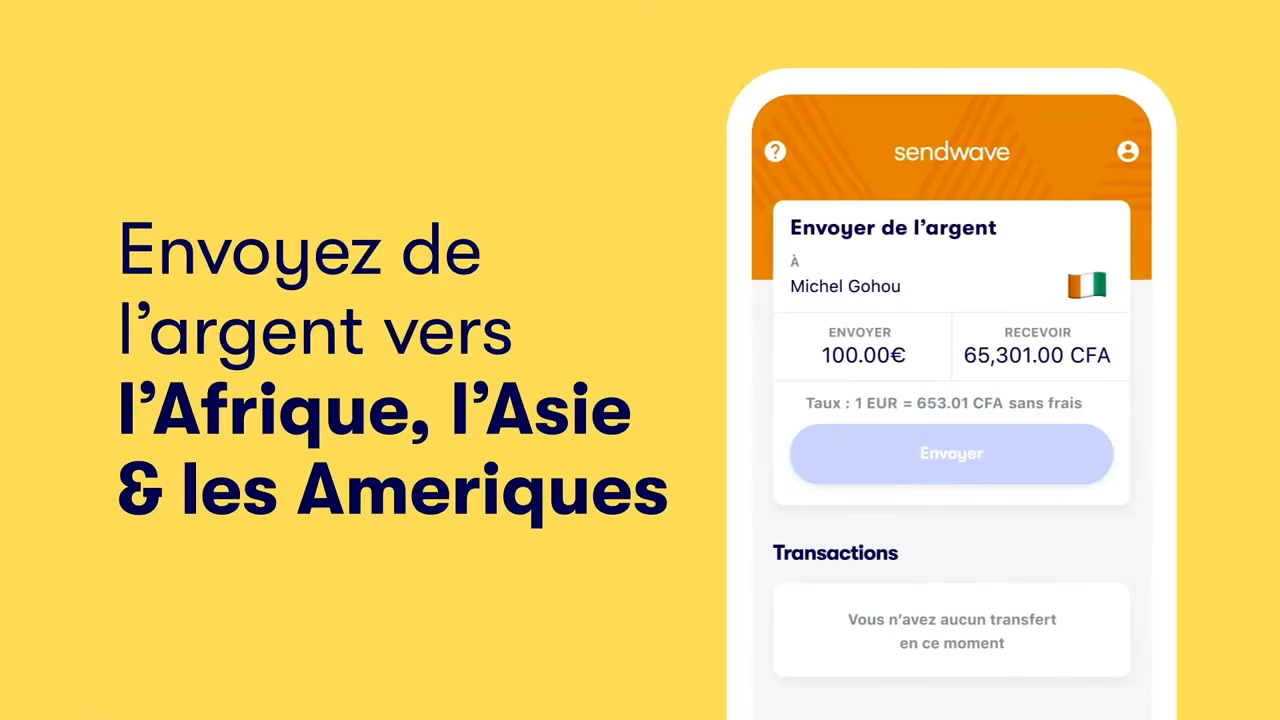 Envoyez de
l’argent vers
l’Afrique, l’Asie
& les Ameriques
?
sendwave
Envoyer de l’argent
À
Michel Gohou
ENVOYER
100.00€
RECEVOIR
65,301.00 CFA
Taux : 1 EUR = 653.01 CFA sans frais
Envoyer
Transactions
Vous n’avez aucun transfert
en ce moment